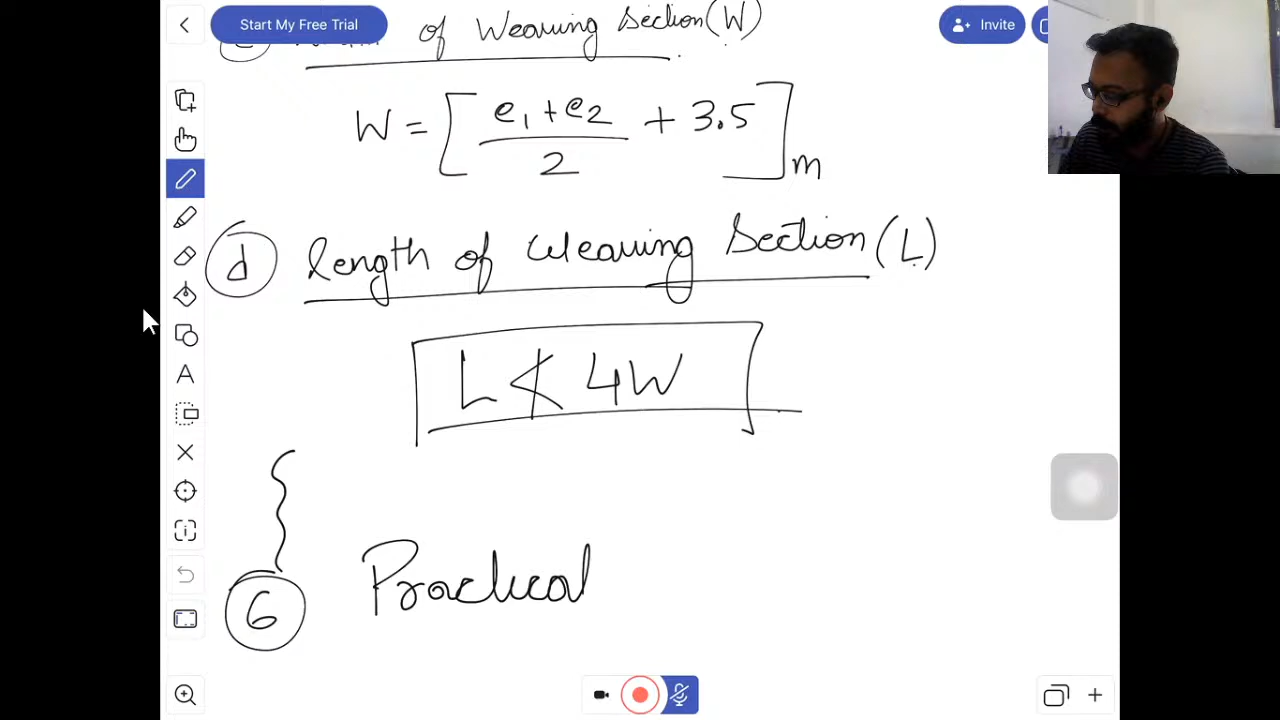 Start My Free Trial
Invite
of Weaving Section (W)
W = [ e1+e2 / 2 + 3.5 ] m
d length of Weaving Section (L)
L ≮ 4W
6 Practical